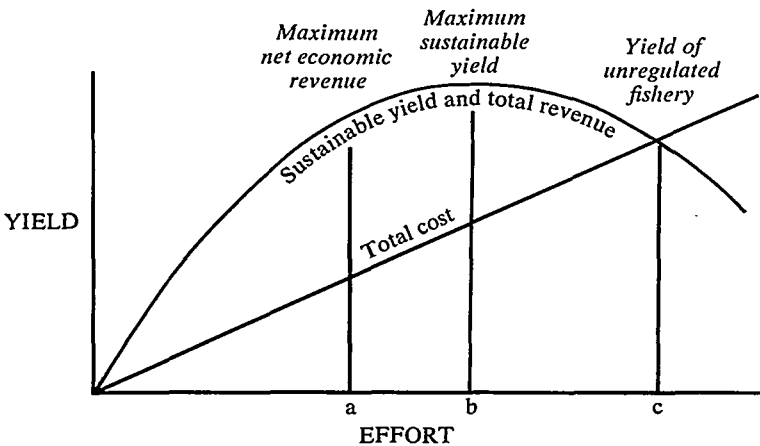 Maximum
net economic
revenue
Maximum
sustainable
yield
Yield of
unregulated
fishery
Sustainable yield and total revenue
YIELD
Total cost
a
b
c
EFFORT